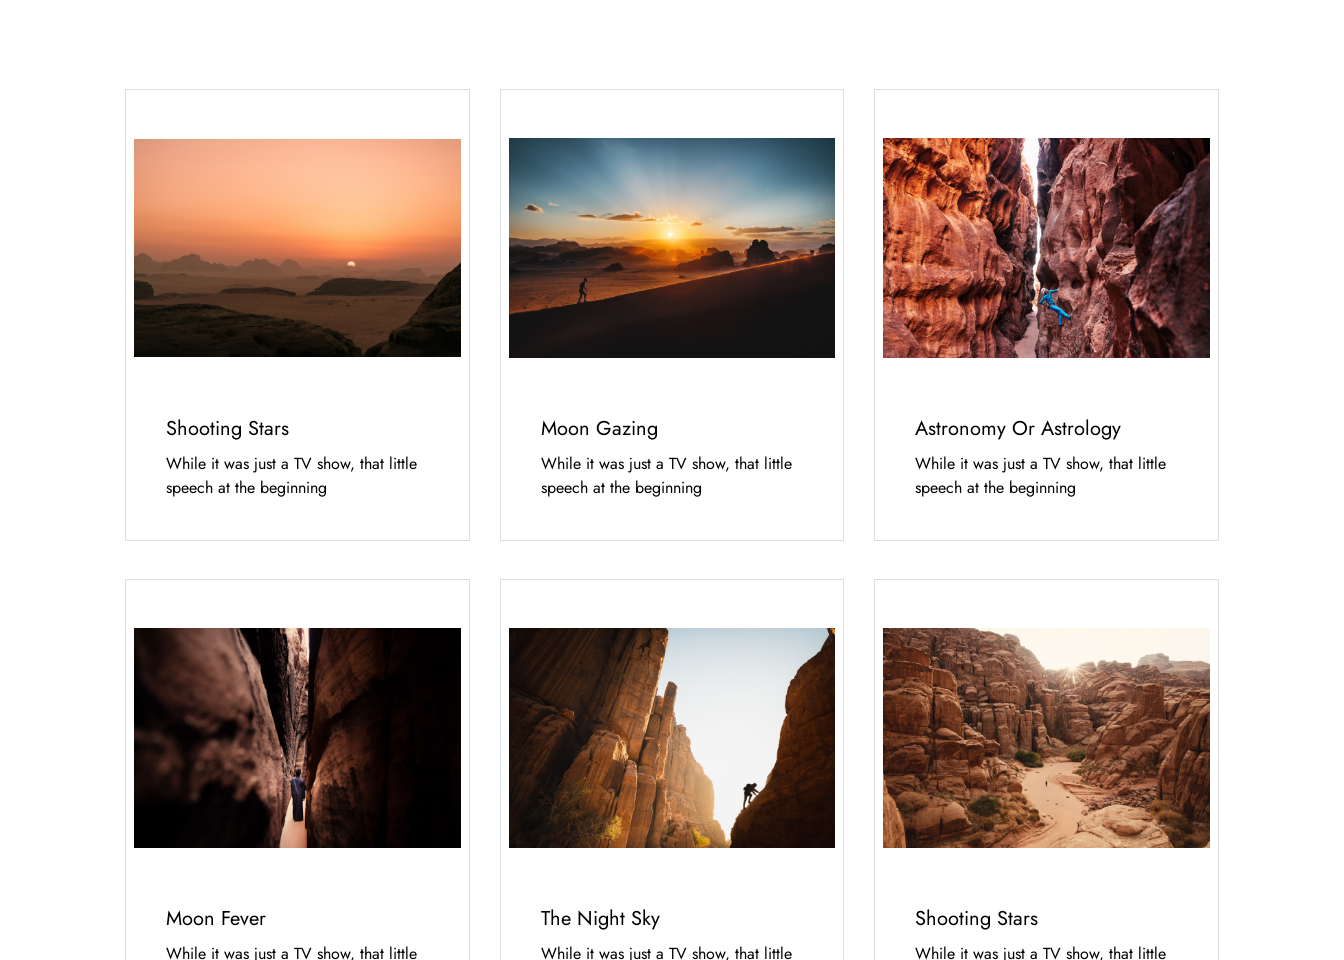 Shooting Stars
While it was just a TV show, that little
speech at the beginning
Moon Gazing
While it was just a TV show, that little
speech at the beginning
Astronomy Or Astrology
While it was just a TV show, that little
speech at the beginning
Moon Fever
While it was just a TV show, that little
The Night Sky
While it was just a TV show, that little
Shooting Stars
While it was just a TV show, that little